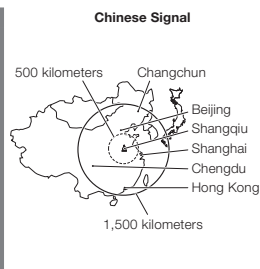 Chinese Signal
500 kilometers
Changchun
Beijing
Shangqiu
Shanghai
Chengdu
Hong Kong
1,500 kilometers